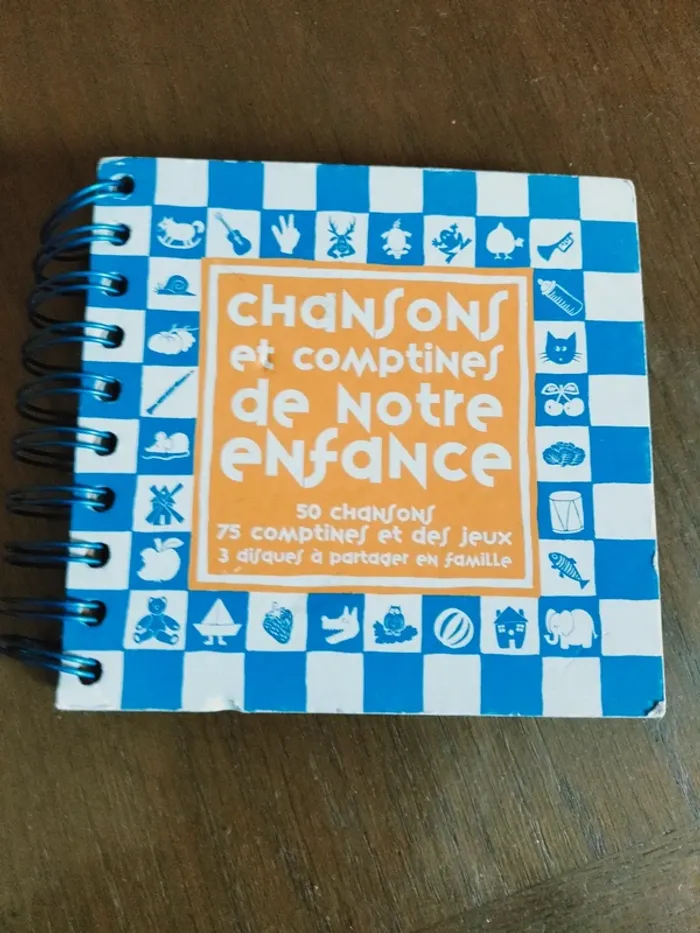 chansons
et comptines
de notre
enfance
50 chansons
75 comptines et des jeux
3 disques à partager en famille